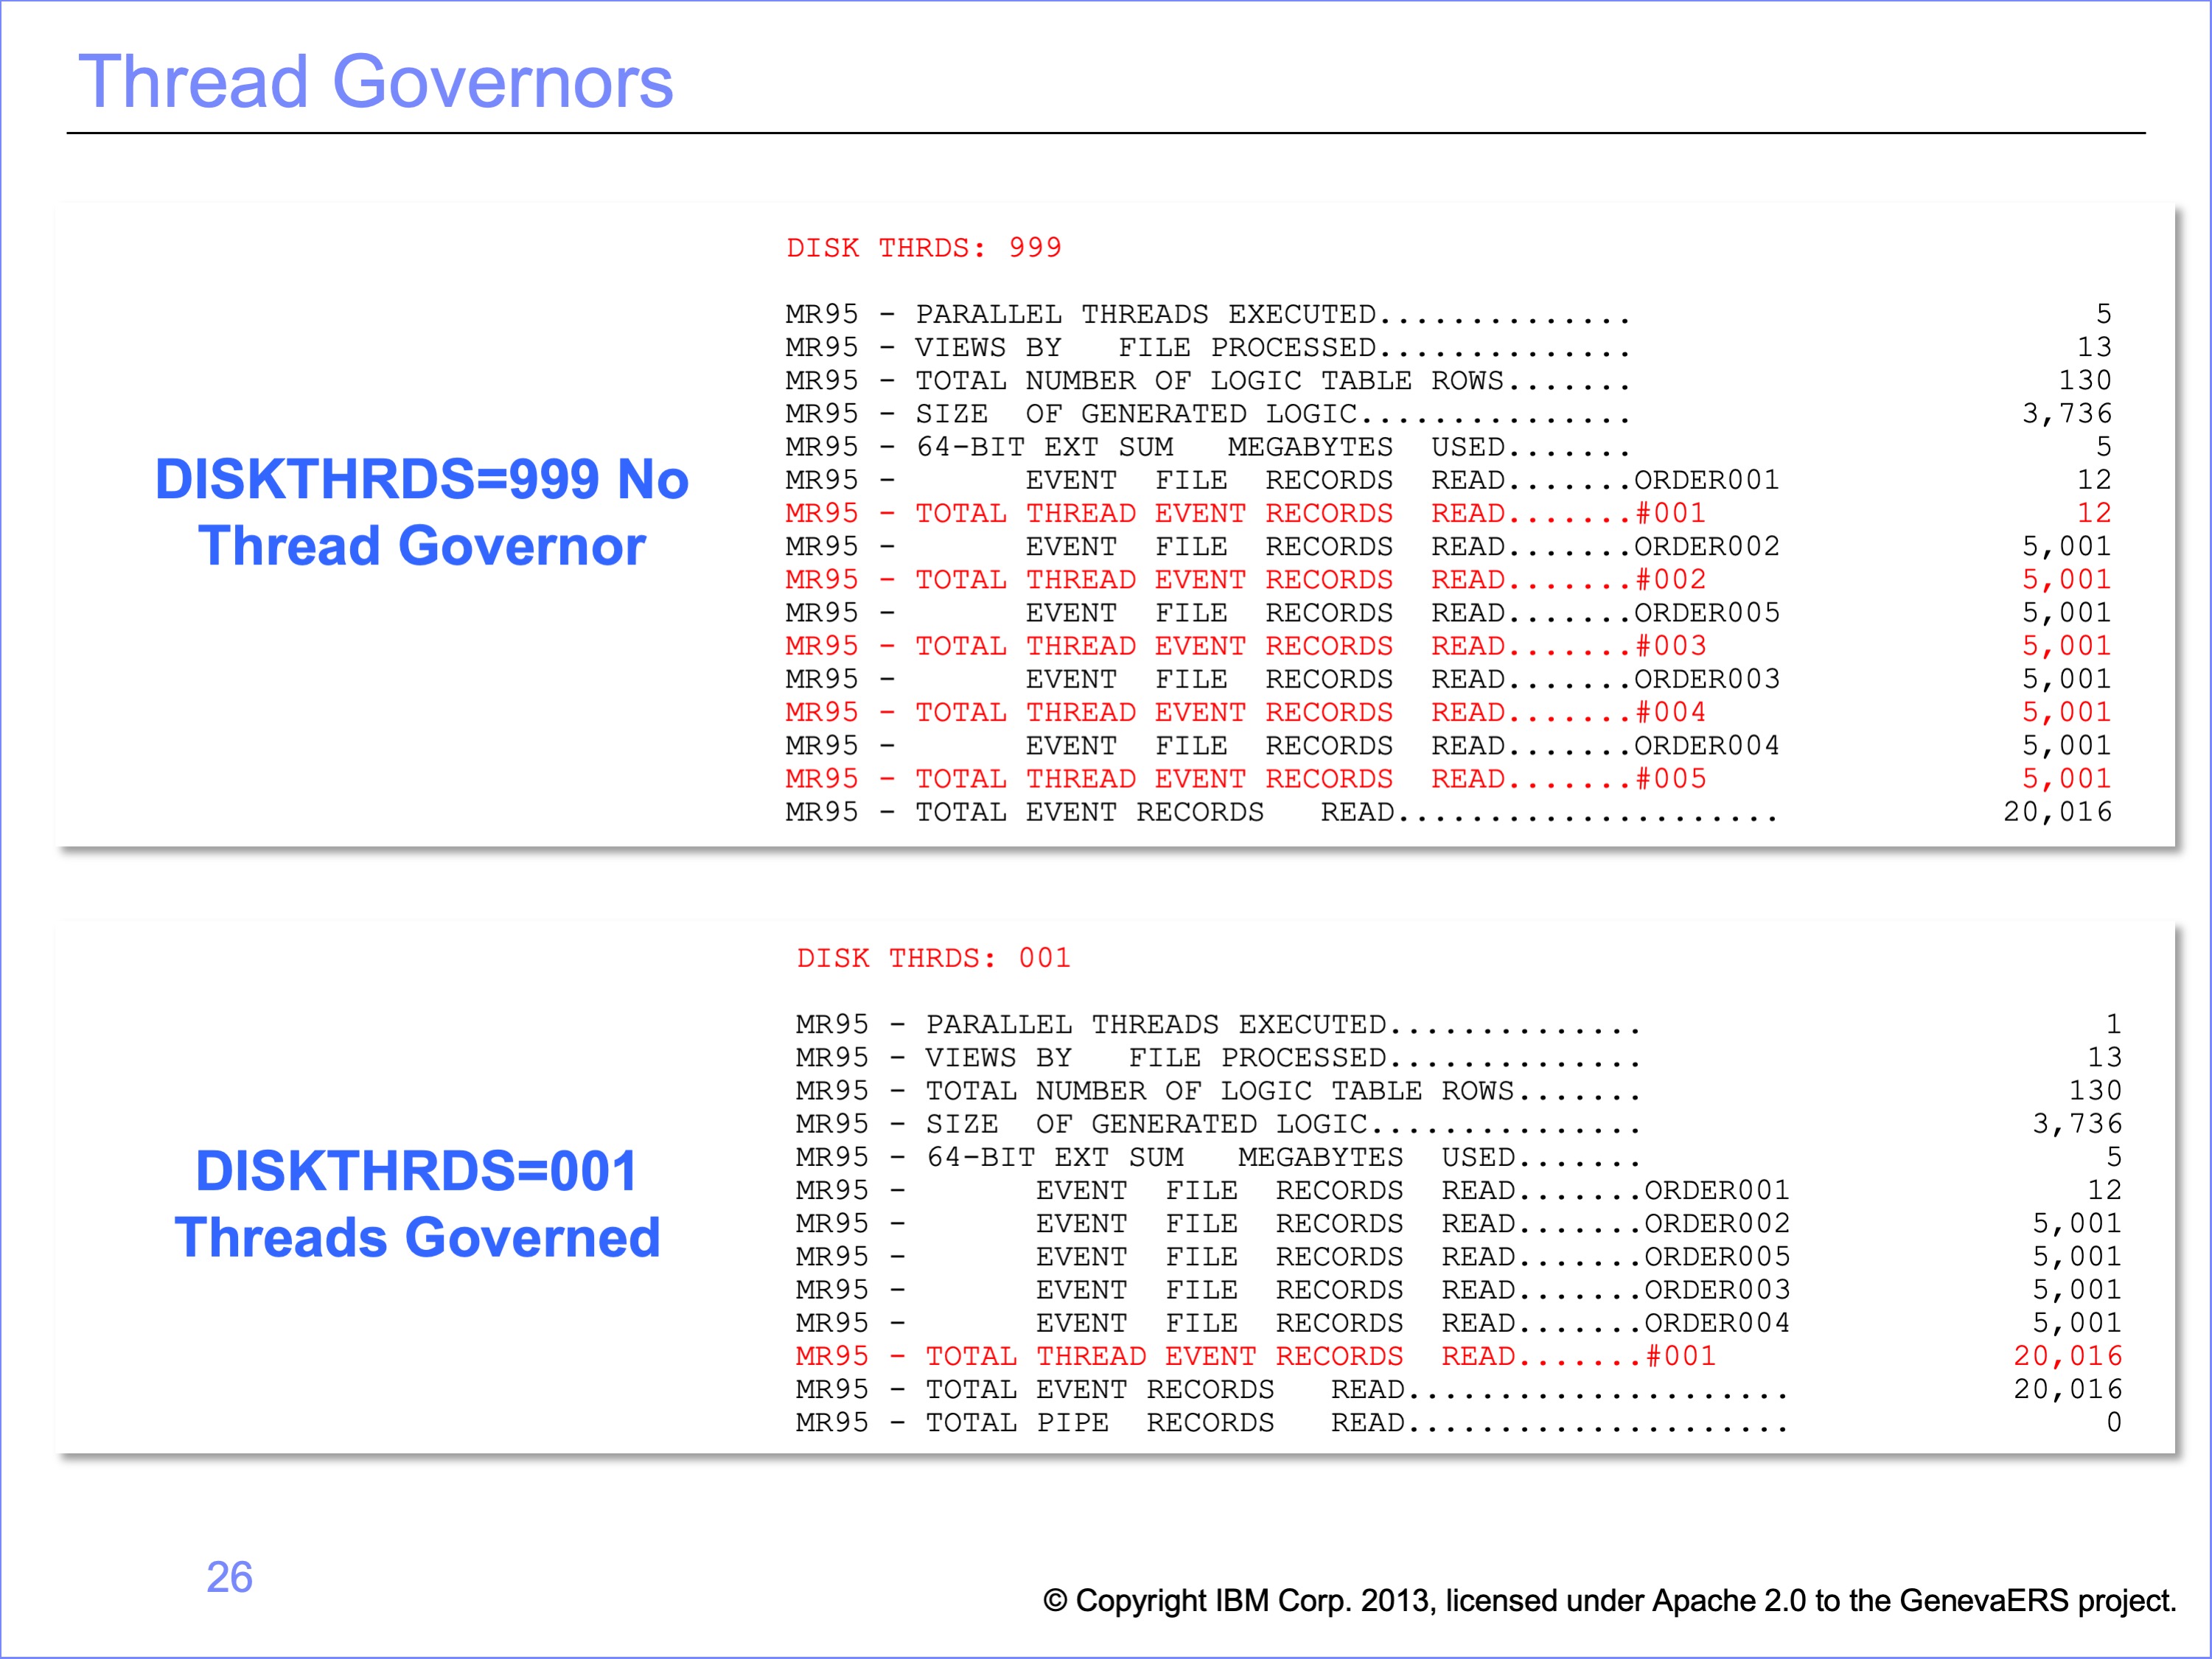 Thread Governors
DISKTHRDS=999 No
Thread Governor
DISK THRDS: 999
MR95 - PARALLEL THREADS EXECUTED.............. 5
MR95 - VIEWS BY   FILE PROCESSED.............. 13
MR95 - TOTAL NUMBER OF LOGIC TABLE ROWS....... 130
MR95 - SIZE  OF GENERATED LOGIC............... 3,736
MR95 - 64-BIT EXT SUM   MEGABYTES  USED....... 5
MR95 -       EVENT  FILE  RECORDS  READ.......ORDER001 12
MR95 - TOTAL THREAD EVENT RECORDS  READ.......#001 12
MR95 -       EVENT  FILE  RECORDS  READ.......ORDER002 5,001
MR95 - TOTAL THREAD EVENT RECORDS  READ.......#002 5,001
MR95 -       EVENT  FILE  RECORDS  READ.......ORDER005 5,001
MR95 - TOTAL THREAD EVENT RECORDS  READ.......#003 5,001
MR95 -       EVENT  FILE  RECORDS  READ.......ORDER003 5,001
MR95 - TOTAL THREAD EVENT RECORDS  READ.......#004 5,001
MR95 -       EVENT  FILE  RECORDS  READ.......ORDER004 5,001
MR95 - TOTAL THREAD EVENT RECORDS  READ.......#005 5,001
MR95 - TOTAL EVENT RECORDS   READ..................... 20,016
DISKTHRDS=001
Threads Governed
DISK THRDS: 001
MR95 - PARALLEL THREADS EXECUTED.............. 1
MR95 - VIEWS BY   FILE PROCESSED.............. 13
MR95 - TOTAL NUMBER OF LOGIC TABLE ROWS....... 130
MR95 - SIZE  OF GENERATED LOGIC............... 3,736
MR95 - 64-BIT EXT SUM   MEGABYTES  USED....... 5
MR95 -       EVENT  FILE  RECORDS  READ.......ORDER001 12
MR95 -       EVENT  FILE  RECORDS  READ.......ORDER002 5,001
MR95 -       EVENT  FILE  RECORDS  READ.......ORDER005 5,001
MR95 -       EVENT  FILE  RECORDS  READ.......ORDER003 5,001
MR95 -       EVENT  FILE  RECORDS  READ.......ORDER004 5,001
MR95 - TOTAL THREAD EVENT RECORDS  READ.......#001 20,016
MR95 - TOTAL EVENT RECORDS   READ..................... 20,016
MR95 - TOTAL PIPE  RECORDS   READ..................... 0
26
© Copyright IBM Corp. 2013, licensed under Apache 2.0 to the GenevaERS project.